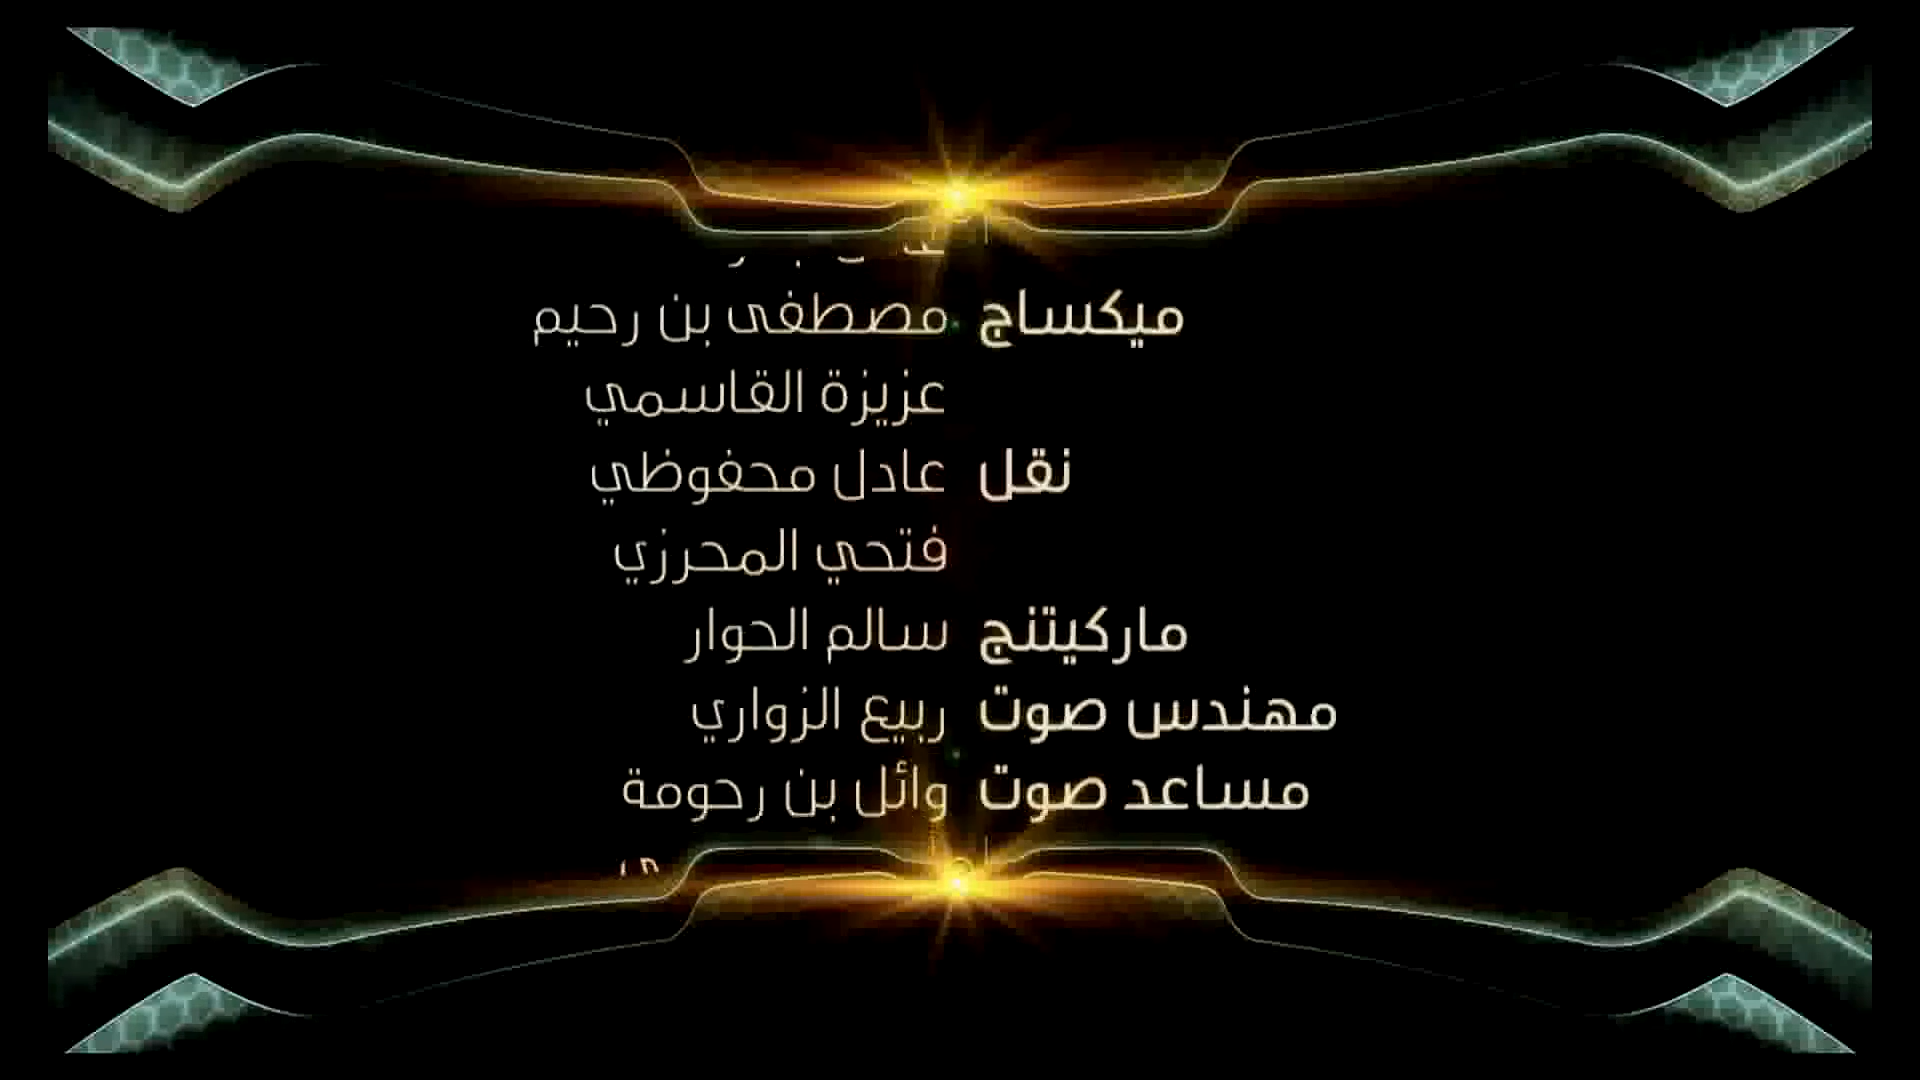 ميكساج مصطفى بن رحيم
عزيزة القاسمي
نقل عادل محفوظي
فتحي المحرزي
ماركيتنج سالم الحوار
مهندس صوت ربيع الزواري
مساعد صوت وائل بن رحومة